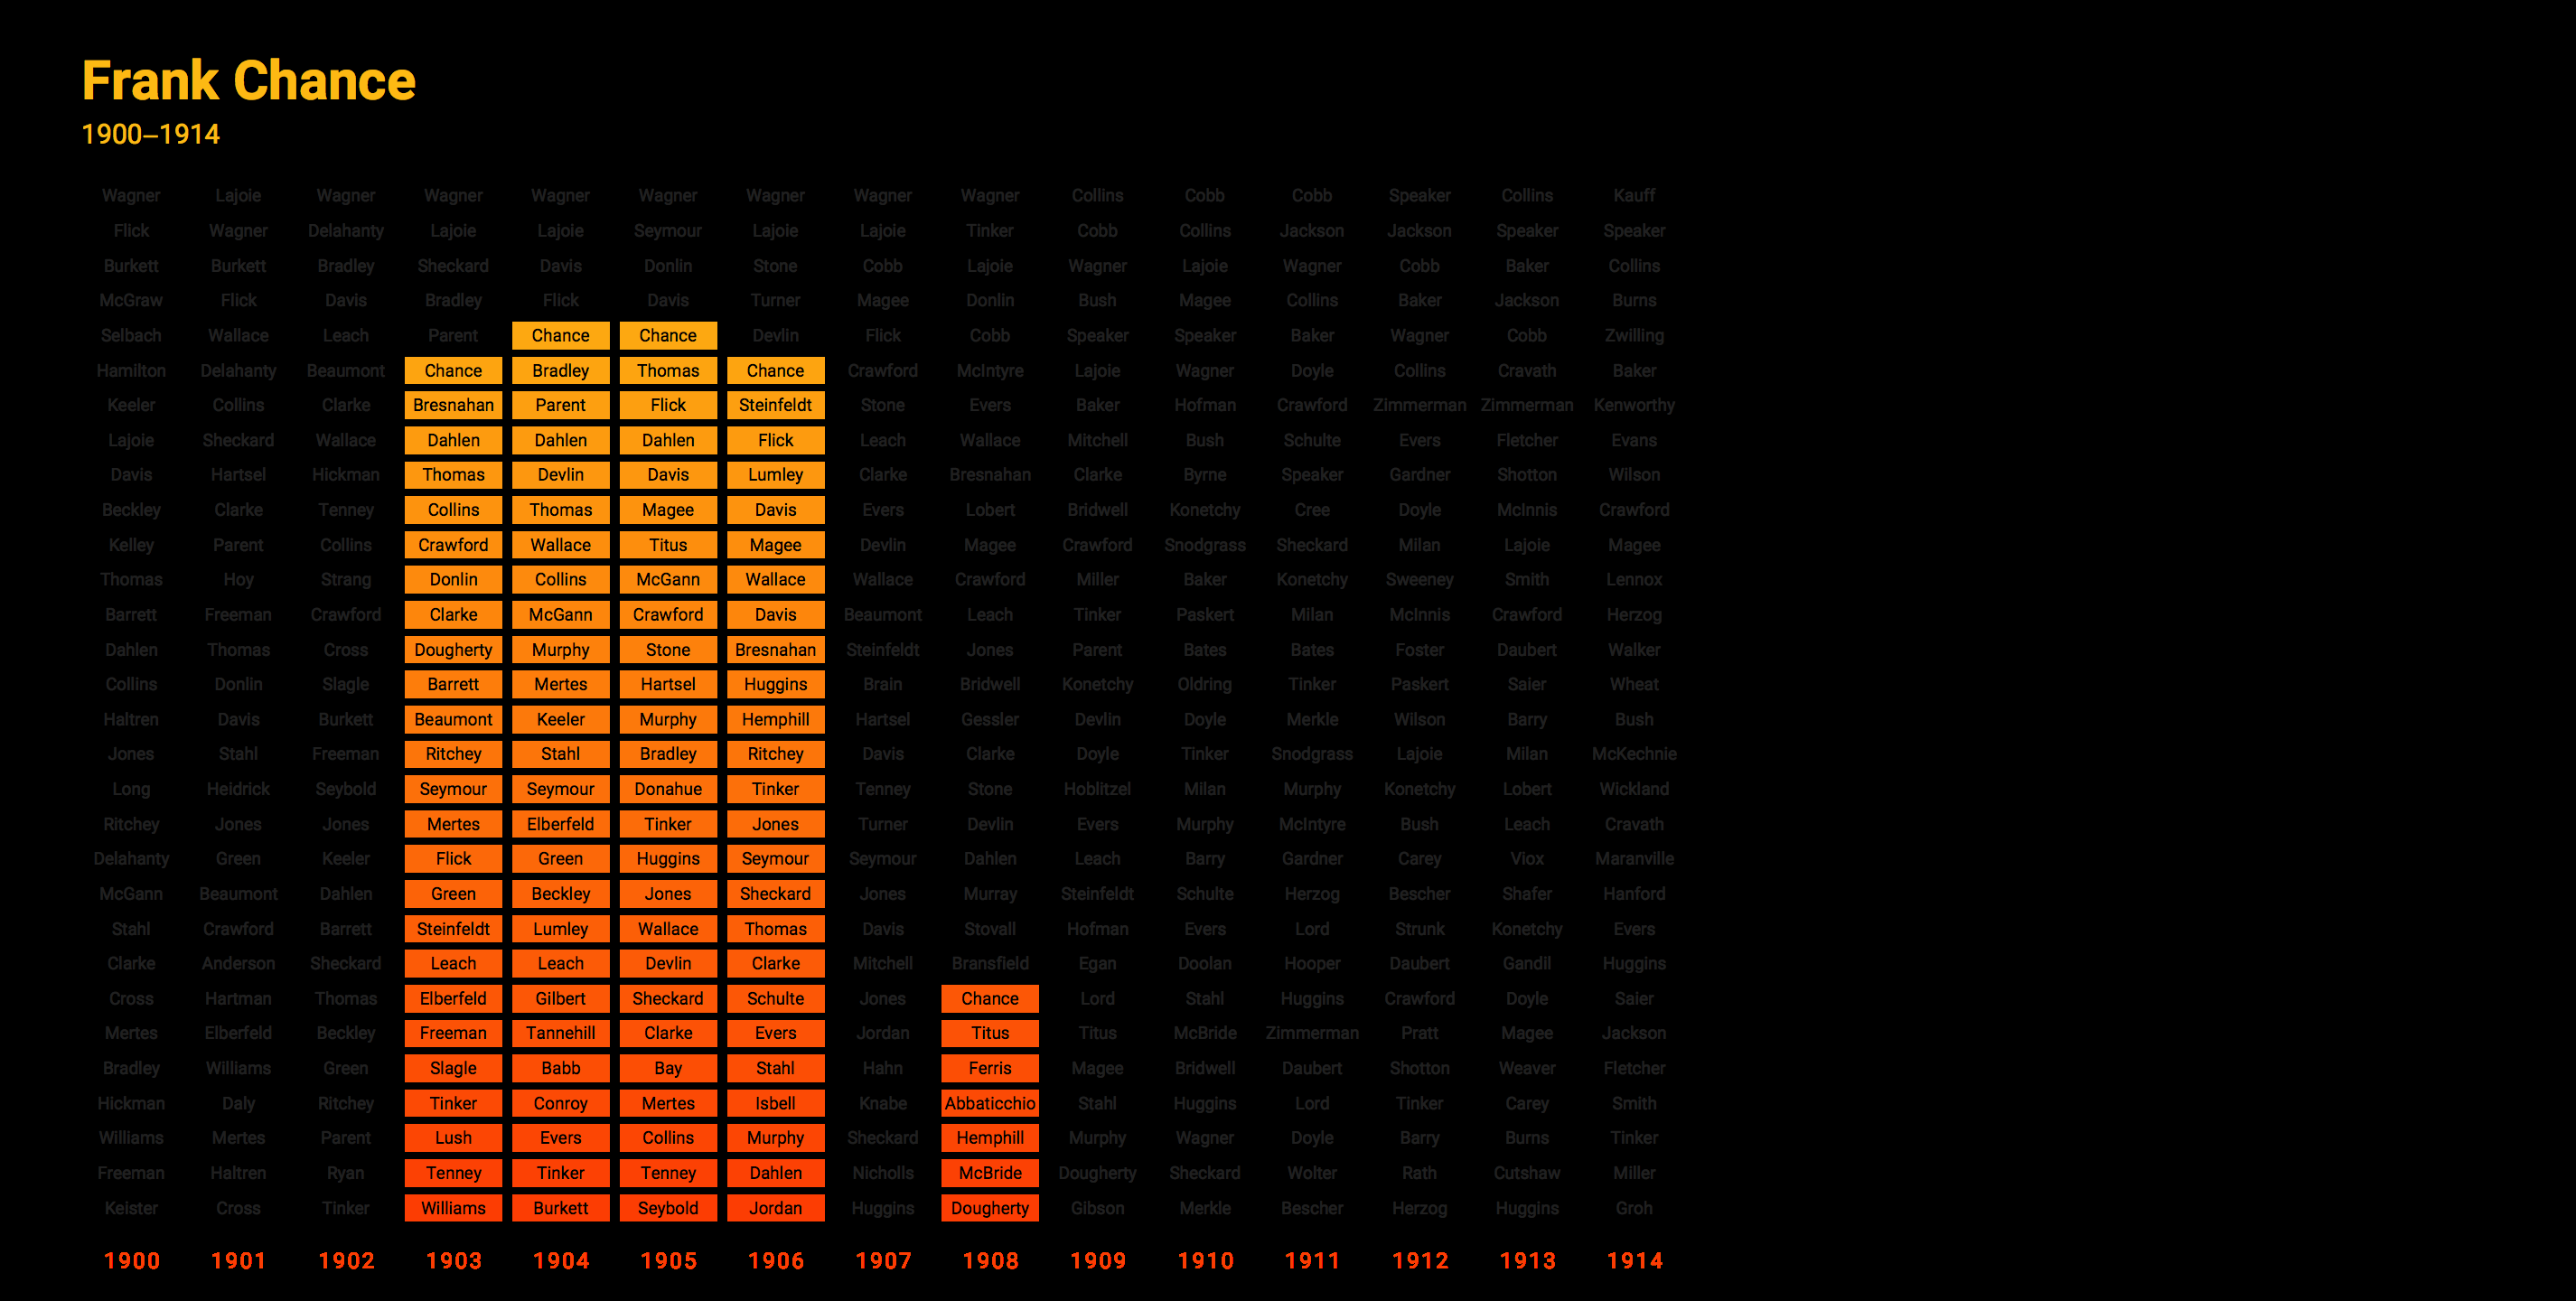 Frank Chance
1900–1914
Wagner Lajoie Wagner Wagner Wagner Wagner Wagner Wagner Wagner Collins Cobb Cobb Speaker Collins Kauff
Flick Wagner Delahanty Lajoie Lajoie Seymour Lajoie Lajoie Tinker Cobb Collins Jackson Jackson Speaker Speaker
Burkett Burkett Bradley Sheckard Davis Donlin Stone Cobb Lajoie Wagner Lajoie Wagner Cobb Baker Collins
McGraw Flick Davis Bradley Flick Davis Turner Magee Donlin Bush Magee Collins Baker Jackson Burns
Selbach Wallace Leach Parent Chance Chance Devlin Flick Cobb Speaker Speaker Baker Wagner Cobb Zwilling
Hamilton Delahanty Beaumont Chance Bradley Thomas Chance Crawford McIntyre Lajoie Wagner Doyle Collins Cravath Baker
Keeler Collins Clarke Bresnahan Parent Flick Steinfeldt Stone Evers Baker Hofman Crawford Zimmerman Zimmerman Kenworthy
Lajoie Sheckard Wallace Dahlen Dahlen Dahlen Flick Leach Wallace Mitchell Bush Schulte Evers Fletcher Evans
Davis Hartsel Hickman Thomas Devlin Davis Lumley Clarke Bresnahan Clarke Byrne Speaker Gardner Shotton Wilson
Beckley Clarke Tenney Collins Thomas Magee Davis Evers Lobert Bridwell Konetchy Cree Doyle McInnis Crawford
Kelley Parent Collins Crawford Wallace Titus Magee Devlin Magee Crawford Snodgrass Sheckard Milan Lajoie Magee
Thomas Hoy Strang Donlin Collins McGann Wallace Wallace Crawford Miller Baker Konetchy Sweeney Smith Lennox
Barrett Freeman Crawford Clarke McGann Crawford Davis Beaumont Leach Tinker Paskert Milan McInnis Crawford Herzog
Dahlen Thomas Cross Dougherty Murphy Stone Bresnahan Steinfeldt Jones Parent Bates Bates Foster Daubert Walker
Collins Donlin Slagle Barrett Mertes Hartsel Huggins Brain Bridwell Konetchy Oldring Tinker Paskert Saier Wheat
Haltren Davis Burkett Beaumont Keeler Murphy Hemphill Hartsel Gessler Devlin Doyle Merkle Wilson Barry Bush
Jones Stahl Freeman Ritchey Stahl Bradley Ritchey Davis Clarke Doyle Tinker Snodgrass Lajoie Milan McKechnie
Long Heidrick Seybold Seymour Seymour Donahue Tinker Tenney Stone Hoblitzel Milan Murphy Konetchy Lobert Wickland
Ritchey Jones Jones Mertes Elberfeld Tinker Jones Turner Devlin Evers Murphy McIntyre Bush Leach Cravath
Delahanty Green Keeler Flick Green Huggins Seymour Seymour Dahlen Leach Barry Gardner Carey Viox Maranville
McGann Beaumont Dahlen Green Beckley Jones Sheckard Jones Murray Steinfeldt Schulte Herzog Bescher Shafer Hanford
Stahl Crawford Barrett Steinfeldt Lumley Wallace Thomas Davis Stovall Hofman Evers Lord Strunk Konetchy Evers
Clarke Anderson Sheckard Leach Leach Devlin Clarke Mitchell Bransfield Egan Doolan Hooper Daubert Gandil Huggins
Cross Hartman Thomas Elberfeld Gilbert Sheckard Schulte Jones Chance Lord Stahl Huggins Crawford Doyle Saier
Mertes Elberfeld Beckley Freeman Tannehill Clarke Evers Jordan Titus Titus McBride Zimmerman Pratt Magee Jackson
Bradley Williams Green Slagle Babb Bay Stahl Hahn Ferris Magee Bridwell Daubert Shotton Weaver Fletcher
Hickman Daly Ritchey Tinker Conroy Mertes Isbell Knabe Abbaticchio Stahl Huggins Lord Tinker Carey Smith
Williams Mertes Parent Lush Evers Collins Murphy Sheckard Hemphill Murphy Wagner Doyle Barry Burns Tinker
Freeman Haltren Ryan Tenney Tinker Tenney Dahlen Nicholls McBride Dougherty Sheckard Wolter Rath Cutshaw Miller
Keister Cross Tinker Williams Burkett Seybold Jordan Huggins Dougherty Gibson Merkle Bescher Herzog Huggins Groh
1900 1901 1902 1903 1904 1905 1906 1907 1908 1909 1910 1911 1912 1913 1914